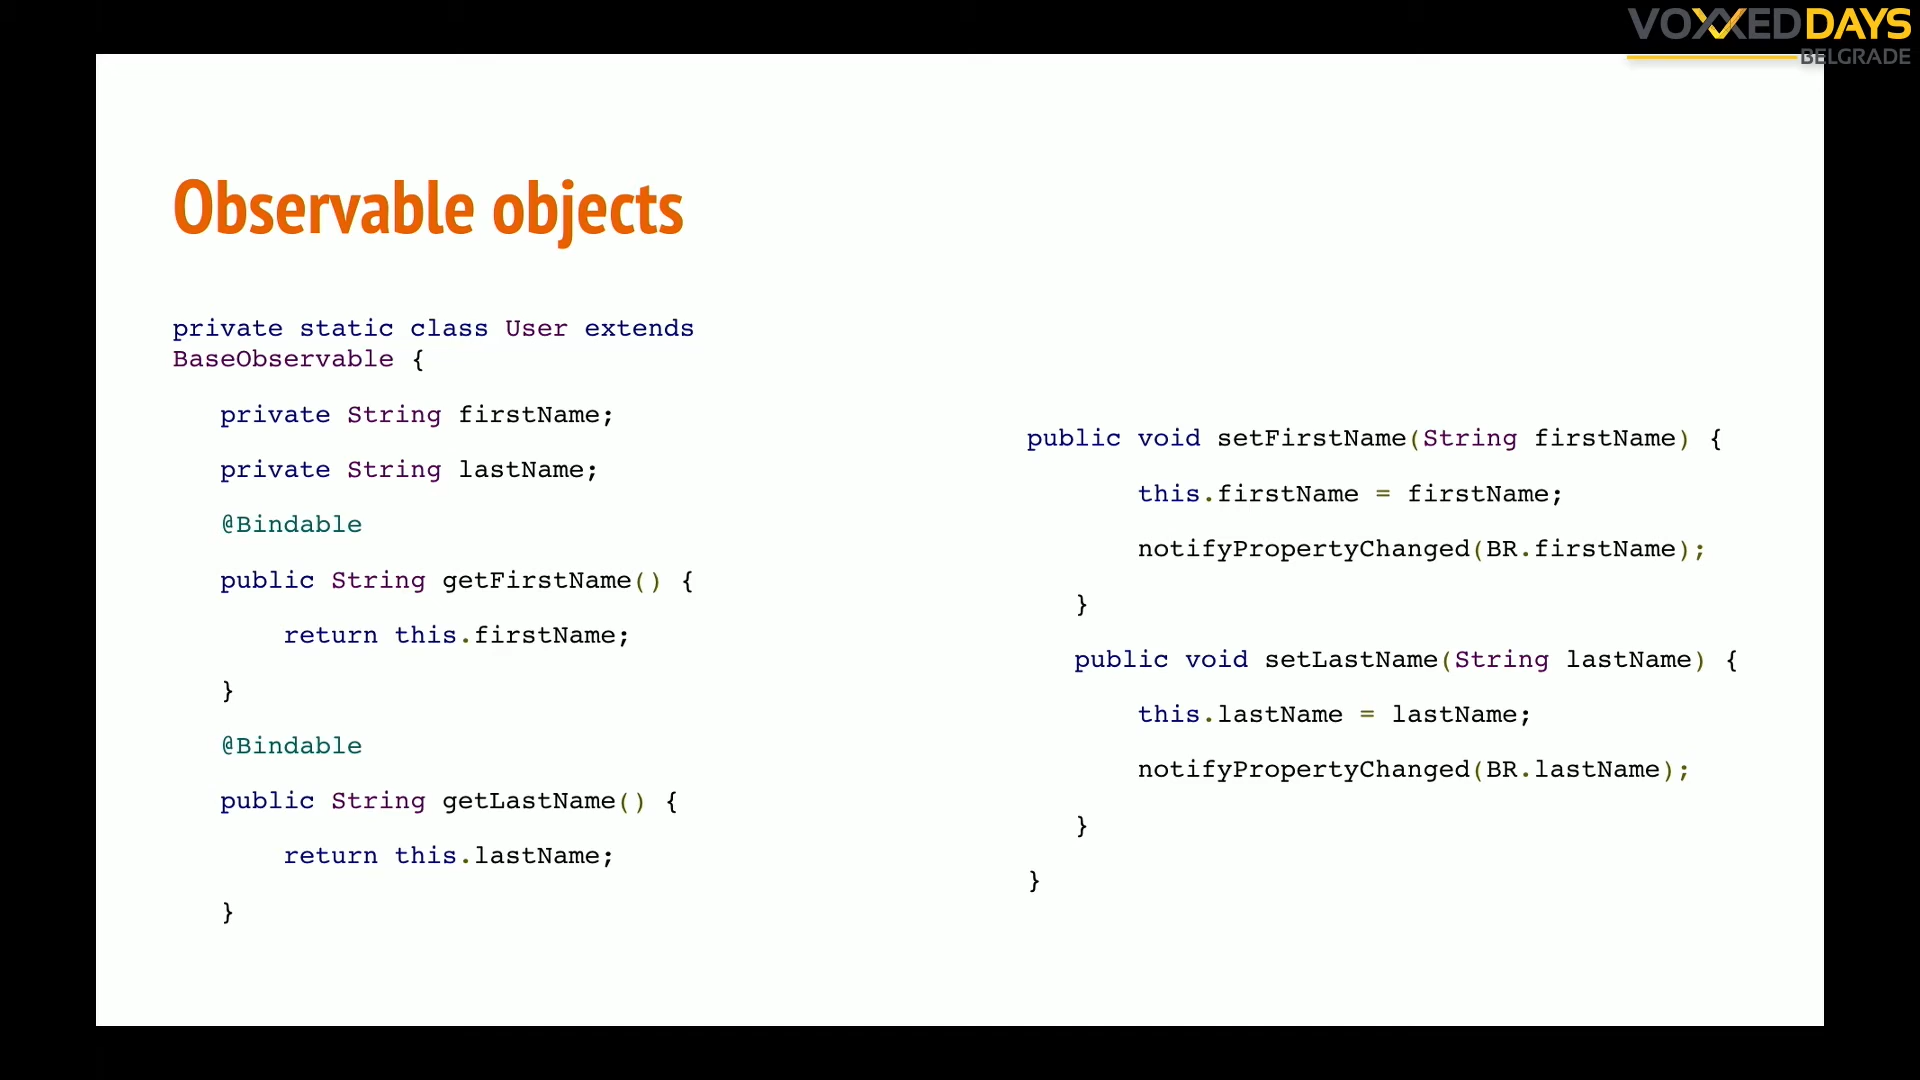 VOXXEDDAYS
BELGRADE
Observable objects
private static class User extends
BaseObservable {
private String firstName;
private String lastName;
@Bindable
public String getFirstName() {
return this.firstName;
}
@Bindable
public String getLastName() {
return this.lastName;
}
public void setFirstName(String firstName) {
this.firstName = firstName;
notifyPropertyChanged(BR.firstName);
}
public void setLastName(String lastName) {
this.lastName = lastName;
notifyPropertyChanged(BR.lastName);
}
}